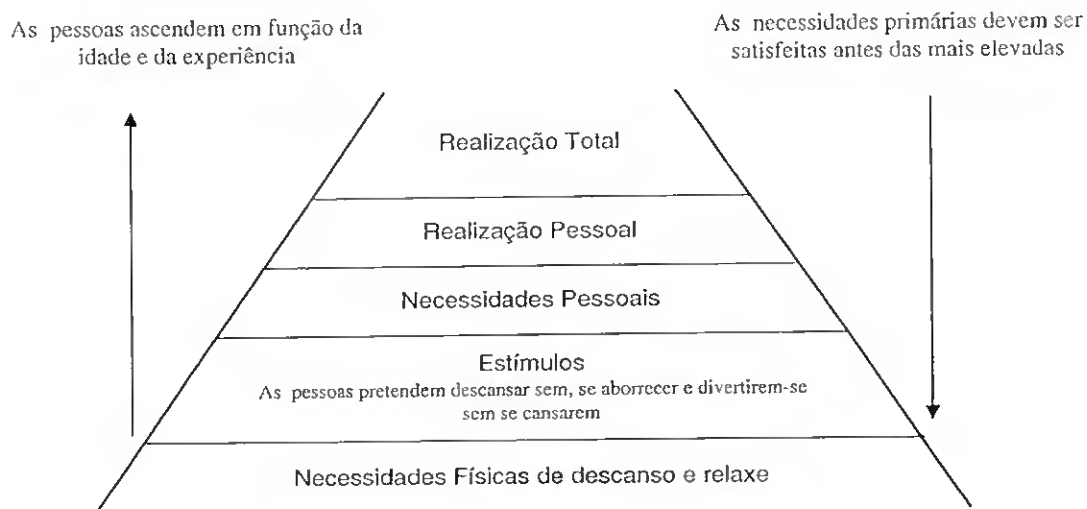 As pessoas ascendem em função da
idade e da experiência
As necessidades primárias devem ser
satisfeitas antes das mais elevadas
Realização Total
Realização Pessoal
Necessidades Pessoais
Estímulos
As pessoas pretendem descansar sem, se aborrecer e divertirem-se
sem se cansarem
Necessidades Físicas de descanso e relaxe